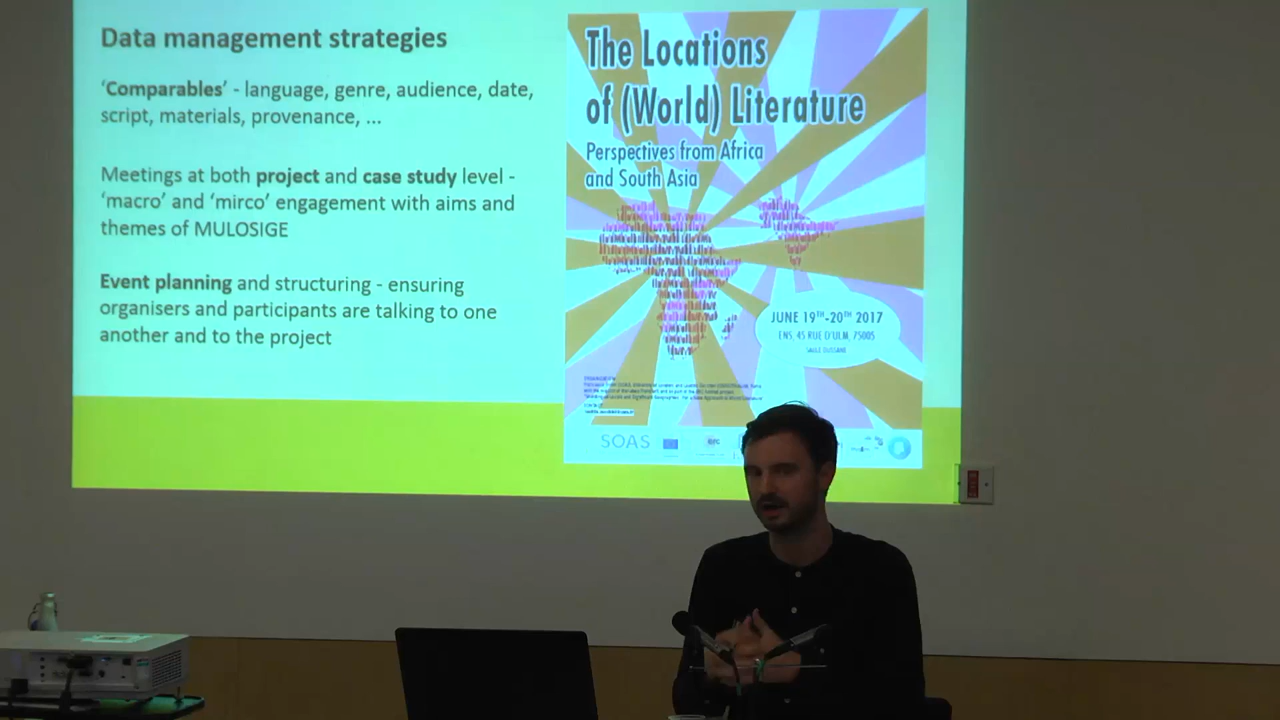 Data management strategies
‘Comparables’ - language, genre, audience, date,
script, materials, provenance, ...
Meetings at both project and case study level -
‘macro’ and ‘mirco’ engagement with aims and
themes of MULOSIGE
Event planning and structuring - ensuring
organisers and participants are talking to one
another and to the project
The Locations
of (World) Literature
Perspectives from Africa
and South Asia
JUNE 19TH-20TH 2017
ENS, 45 RUE D'ULM, 75005
SALLE DUSSANE
SOAS
erc